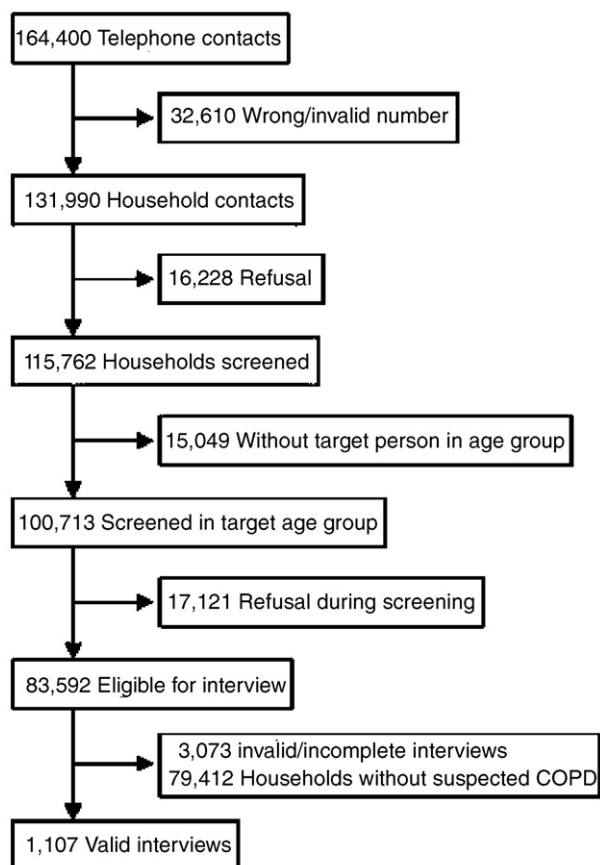 164,400 Telephone contacts
32,610 Wrong/invalid number
131,990 Household contacts
16,228 Refusal
115,762 Households screened
15,049 Without target person in age group
100,713 Screened in target age group
17,121 Refusal during screening
83,592 Eligible for interview
3,073 invalid/incomplete interviews
79,412 Households without suspected COPD
1,107 Valid interviews